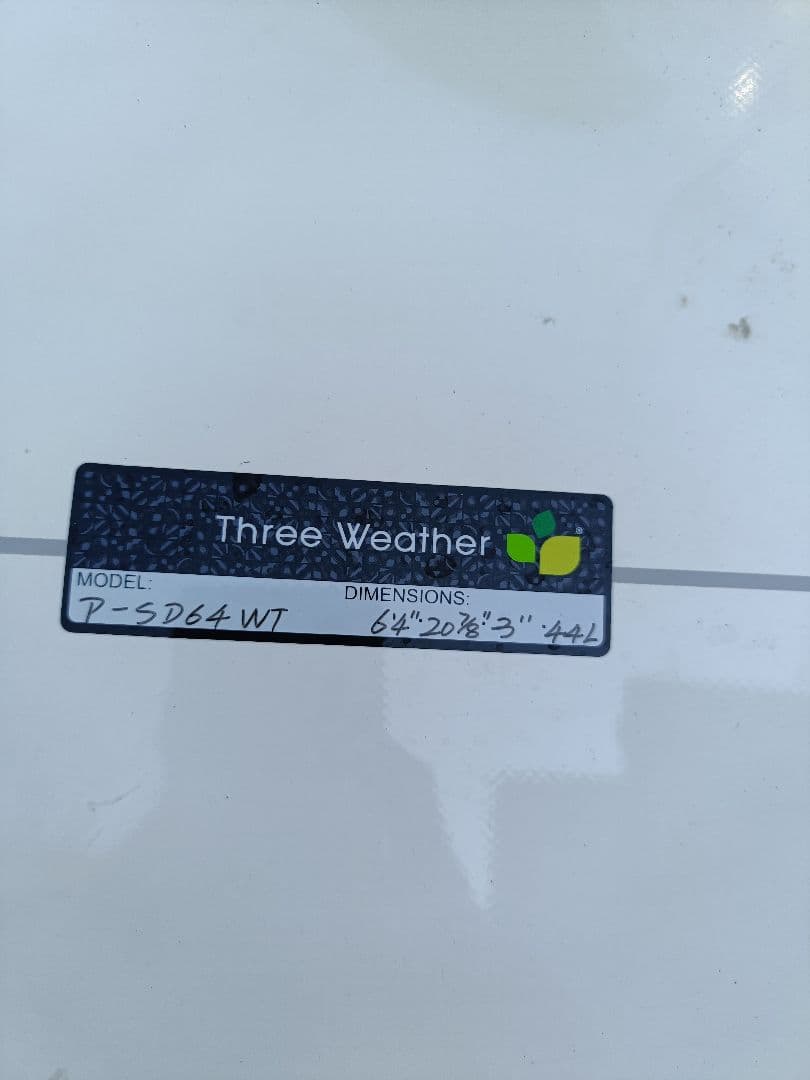 Three Weather ®
MODEL:
P-SD64 WT
DIMENSIONS:
6'4"·20⅞"·3"·44L